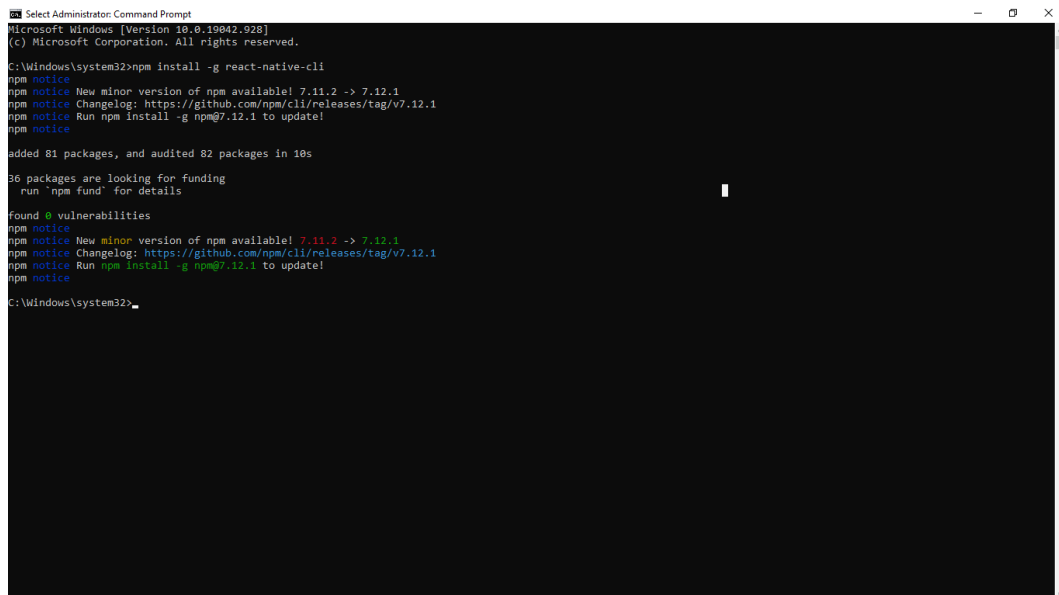 Select Administrator: Command Prompt
Microsoft Windows [Version 10.0.19042.928]
(c) Microsoft Corporation. All rights reserved.
C:\Windows\system32>npm install -g react-native-cli
npm notice
npm notice New minor version of npm available! 7.11.2 -> 7.12.1
npm notice Changelog: https://github.com/npm/cli/releases/tag/v7.12.1
npm notice Run npm install -g npm@7.12.1 to update!
npm notice
added 81 packages, and audited 82 packages in 10s
36 packages are looking for funding
  run `npm fund` for details
found 0 vulnerabilities
npm notice
npm notice New minor version of npm available! 7.11.2 -> 7.12.1
npm notice Changelog: https://github.com/npm/cli/releases/tag/v7.12.1
npm notice Run npm install -g npm@7.12.1 to update!
npm notice
C:\Windows\system32>